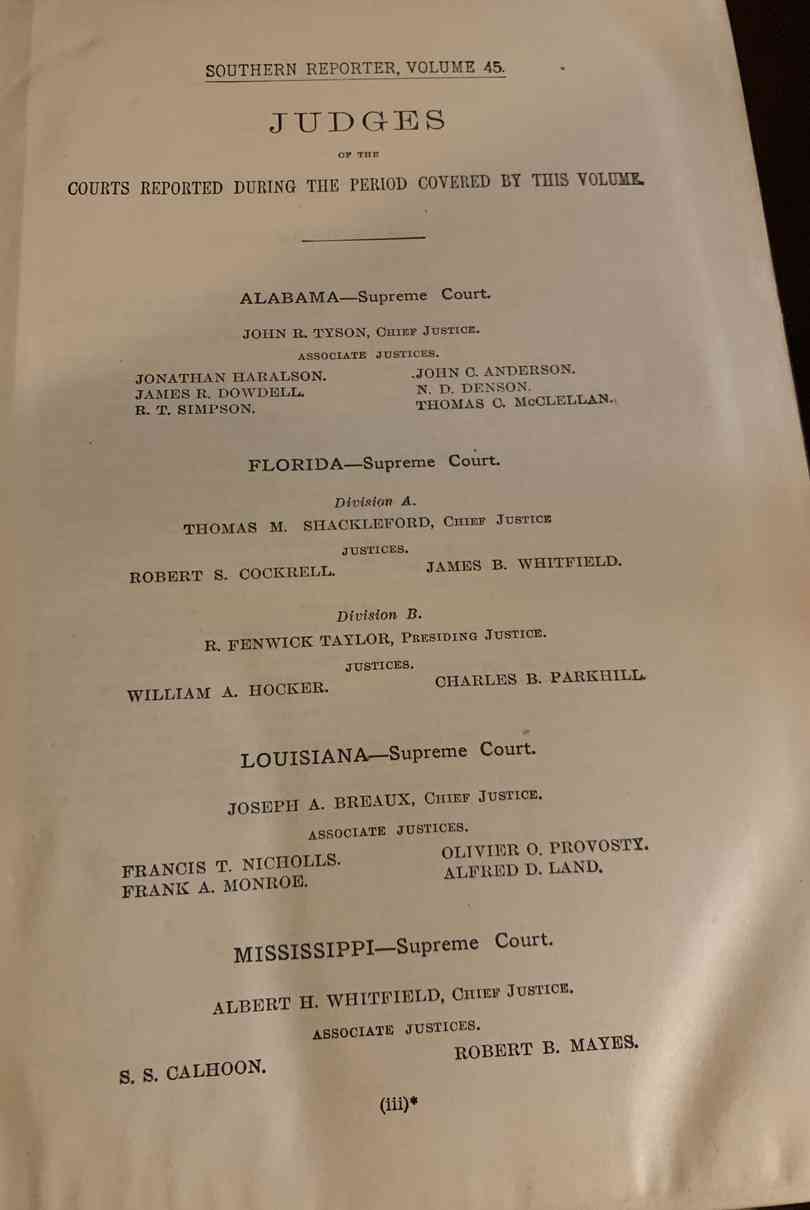 SOUTHERN REPORTER, VOLUME 45.
JUDGES
OF THE
COURTS REPORTED DURING THE PERIOD COVERED BY THIS VOLUME.
ALABAMA—Supreme Court.
JOHN R. TYSON, CHIEF JUSTICE.
ASSOCIATE JUSTICES.
JONATHAN HARALSON. JOHN C. ANDERSON.
JAMES R. DOWDELL. N. D. DENSON.
R. T. SIMPSON. THOMAS C. McCLELLAN.
FLORIDA—Supreme Court.
Division A.
THOMAS M. SHACKLEFORD, CHIEF JUSTICE
JUSTICES.
ROBERT S. COCKRELL. JAMES B. WHITFIELD.
Division B.
R. FENWICK TAYLOR, PRESIDING JUSTICE.
JUSTICES.
WILLIAM A. HOCKER. CHARLES B. PARKHILL.
LOUISIANA—Supreme Court.
JOSEPH A. BREAUX, CHIEF JUSTICE.
ASSOCIATE JUSTICES.
FRANCIS T. NICHOLLS. OLIVIER O. PROVOSTY.
FRANK A. MONROE. ALFRED D. LAND.
MISSISSIPPI—Supreme Court.
ALBERT H. WHITFIELD, CHIEF JUSTICE.
ASSOCIATE JUSTICES.
S. S. CALHOON. ROBERT B. MAYES.
(iii)*